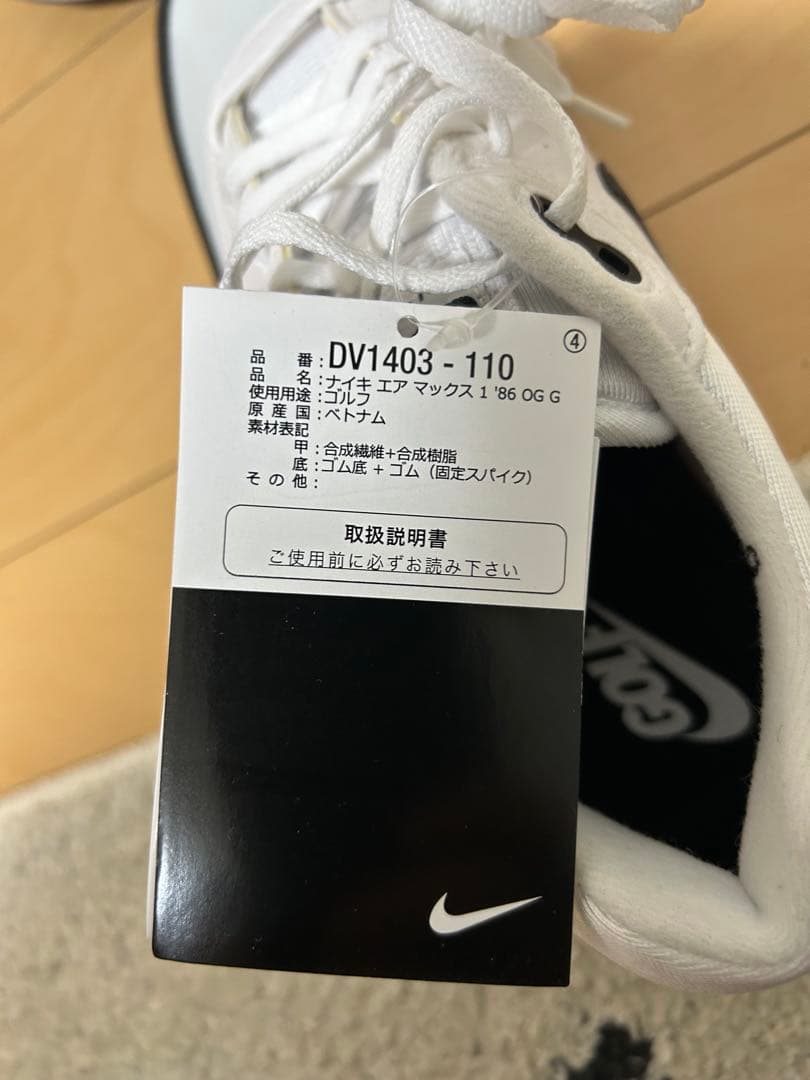 ④
品 番 : DV1403 - 110
品 名 : ナイキ エア マックス 1 '86 OG G
使用用途 : ゴルフ
原 産 国 : ベトナム
素材表記
甲 : 合成繊維+合成樹脂
底 : ゴム底 + ゴム（固定スパイク）
そ の 他 :
取扱説明書
ご使用前に必ずお読み下さい
GOLF